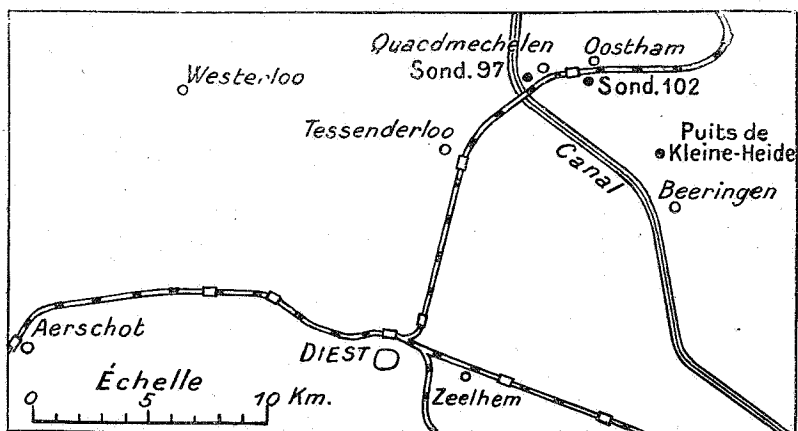 Quacdmechelen
Oostham
Sond.97
Sond.102
Westerloo
Tessenderloo
Puits de
Kleine-Heide
Canal
Beeringen
Aerschot
DIEST
Zeelhem
Échelle
0 5 10 Km.